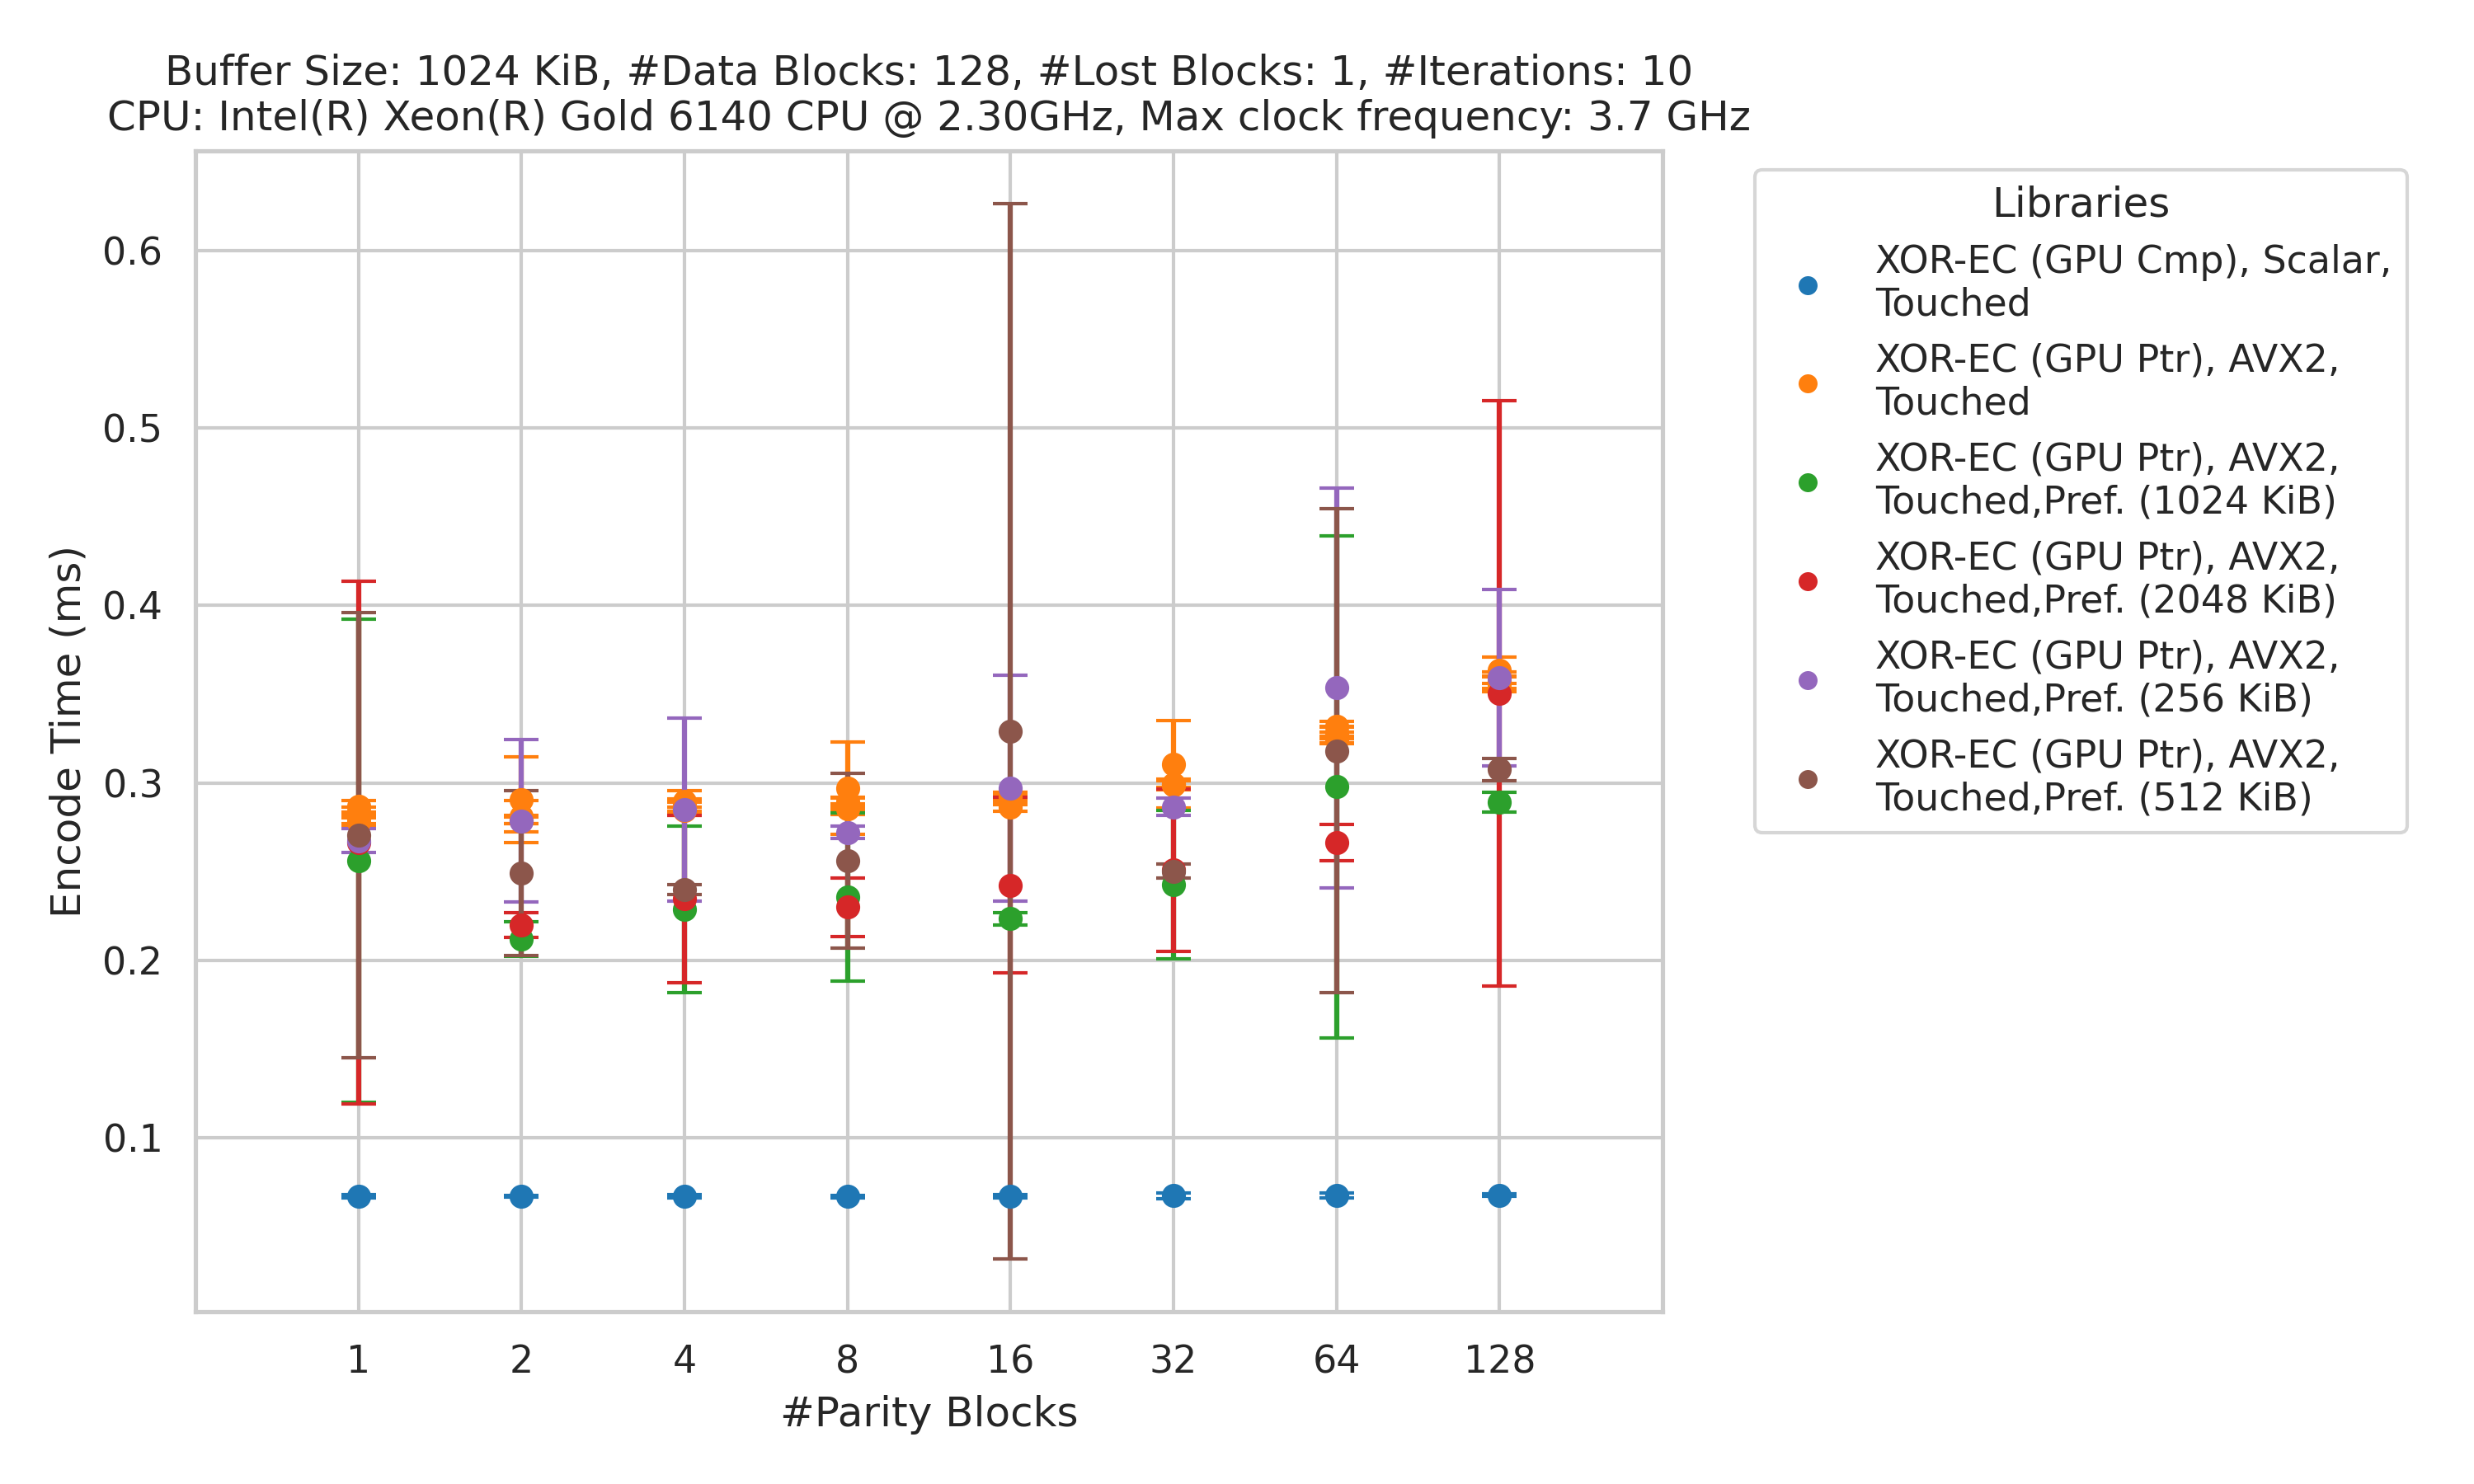 Buffer Size: 1024 KiB, #Data Blocks: 128, #Lost Blocks: 1, #Iterations: 10
CPU: Intel(R) Xeon(R) Gold 6140 CPU @ 2.30GHz, Max clock frequency: 3.7 GHz
Encode Time (ms)
0.6
0.5
0.4
0.3
0.2
0.1
1
2
4
8
16
32
64
128
#Parity Blocks
Libraries
XOR-EC (GPU Cmp), Scalar,
Touched
XOR-EC (GPU Ptr), AVX2,
Touched
XOR-EC (GPU Ptr), AVX2,
Touched,Pref. (1024 KiB)
XOR-EC (GPU Ptr), AVX2,
Touched,Pref. (2048 KiB)
XOR-EC (GPU Ptr), AVX2,
Touched,Pref. (256 KiB)
XOR-EC (GPU Ptr), AVX2,
Touched,Pref. (512 KiB)